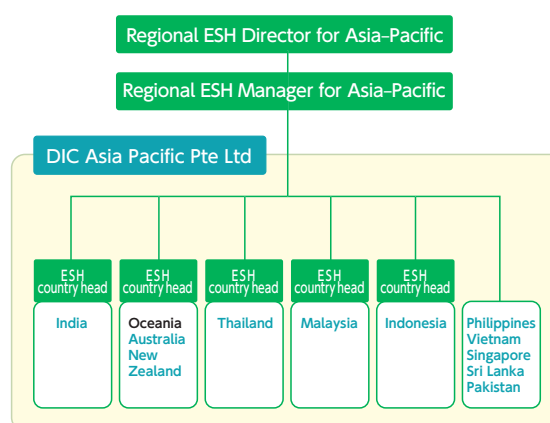 Regional ESH Director for Asia–Pacific
Regional ESH Manager for Asia–Pacific
DIC Asia Pacific Pte Ltd
ESH
country head
India
ESH
country head
Oceania
Australia
New
Zealand
ESH
country head
Thailand
ESH
country head
Malaysia
ESH
country head
Indonesia
Philippines
Vietnam
Singapore
Sri Lanka
Pakistan